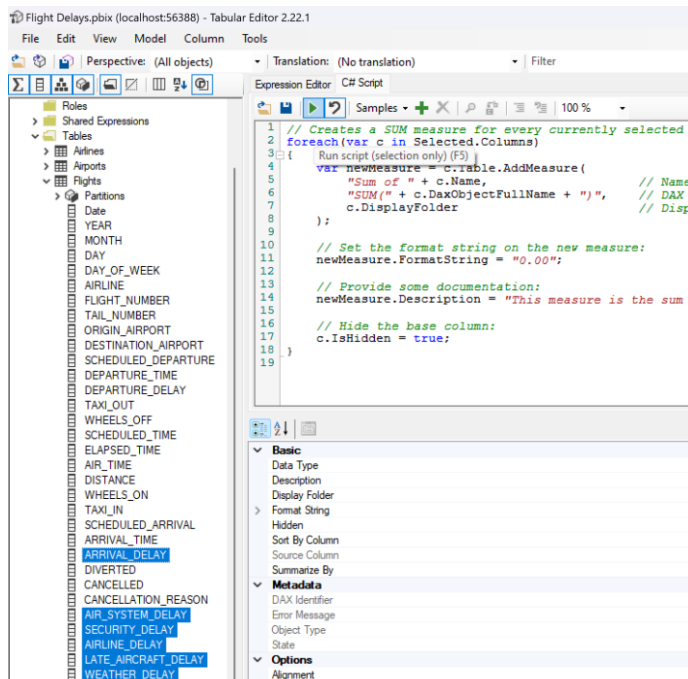 Flight Delays.pbix (localhost:56388) - Tabular Editor 2.22.1
File Edit View Model Column Tools
Perspective: (All objects) Translation: (No translation) Filter
Expression Editor C# Script
Samples 100 %
Roles
Shared Expressions
Tables
Airlines
Airports
Flights
Partitions
Date
YEAR
MONTH
DAY
DAY_OF_WEEK
AIRLINE
FLIGHT_NUMBER
TAIL_NUMBER
ORIGIN_AIRPORT
DESTINATION_AIRPORT
SCHEDULED_DEPARTURE
DEPARTURE_TIME
DEPARTURE_DELAY
TAXI_OUT
WHEELS_OFF
SCHEDULED_TIME
ELAPSED_TIME
AIR_TIME
DISTANCE
WHEELS_ON
TAXI_IN
SCHEDULED_ARRIVAL
ARRIVAL_TIME
ARRIVAL_DELAY
DIVERTED
CANCELLED
CANCELLATION_REASON
AIR_SYSTEM_DELAY
SECURITY_DELAY
AIRLINE_DELAY
LATE_AIRCRAFT_DELAY
WEATHER_DELAY
1 // Creates a SUM measure for every currently selected
2 foreach(var c in Selected.Columns)
3 {
Run script (selection only) (F5)
4 var newMeasure = c.Table.AddMeasure(
5 "Sum of " + c.Name, // Name
6 "SUM(" + c.DaxObjectFullName + ")", // DAX
7 c.DisplayFolder // Disp
8 );
9
10 // Set the format string on the new measure:
11 newMeasure.FormatString = "0.00";
12
13 // Provide some documentation:
14 newMeasure.Description = "This measure is the sum
15
16 // Hide the base column:
17 c.IsHidden = true;
18 }
19
Basic
Data Type
Description
Display Folder
Format String
Hidden
Sort By Column
Source Column
Summarize By
Metadata
DAX Identifier
Error Message
Object Type
State
Options
Alignment